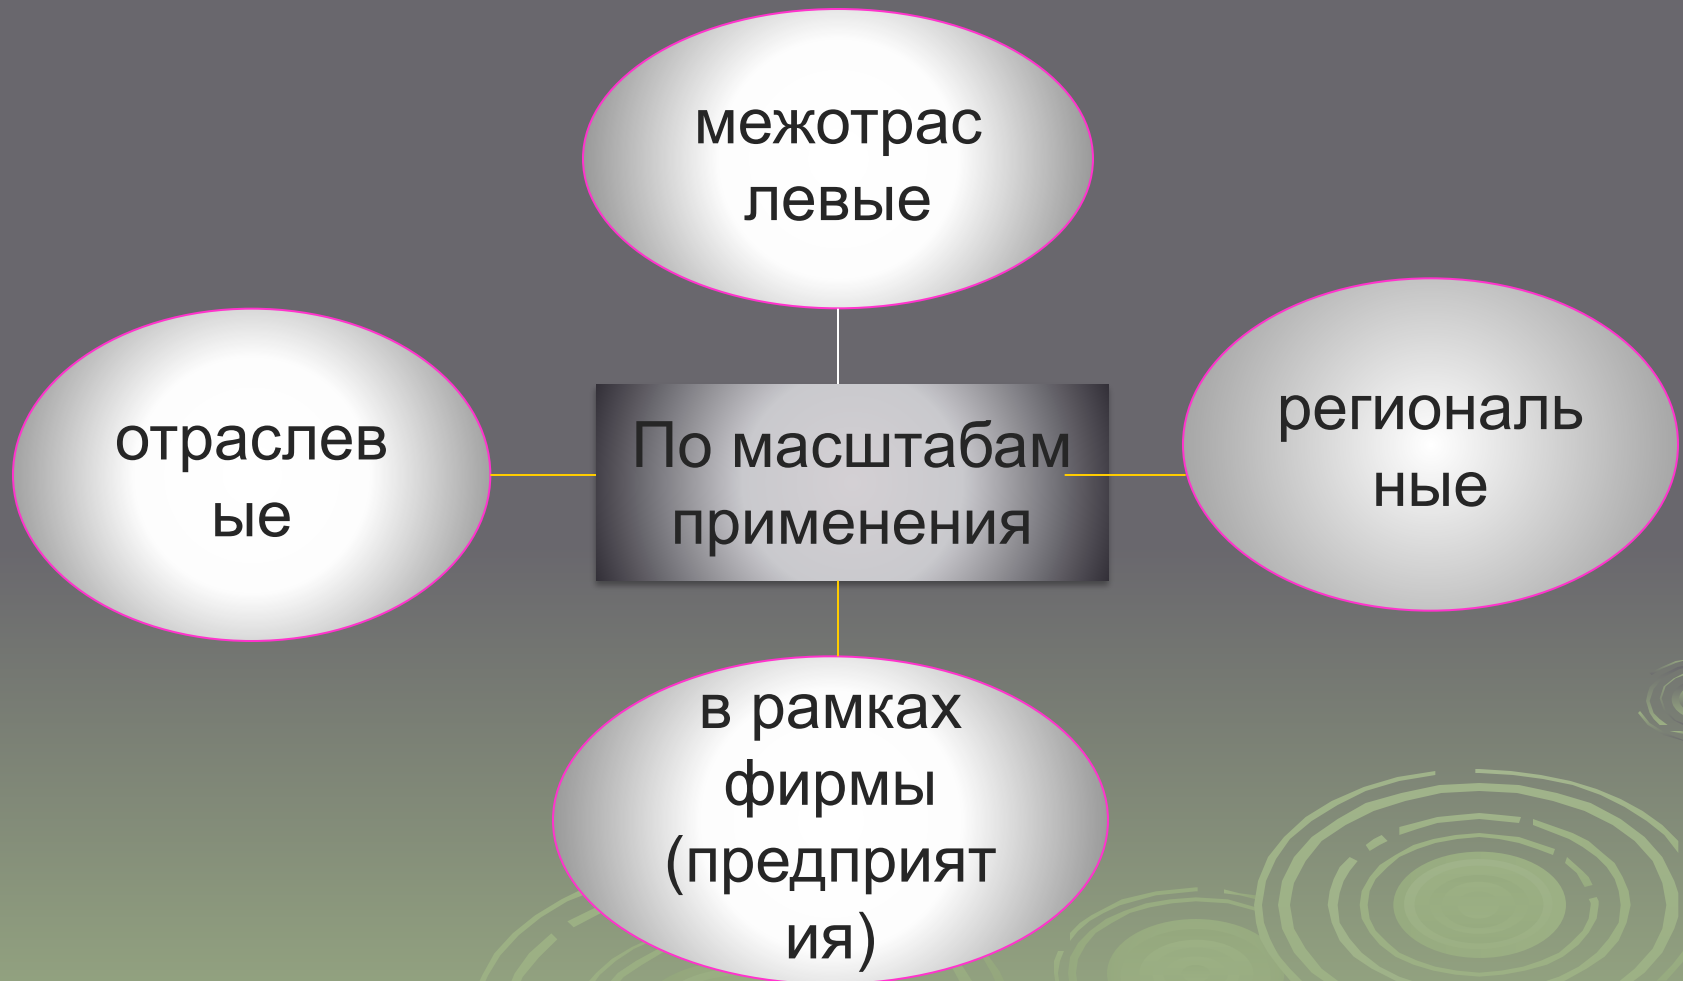 межотрас
левые
отраслев
ые
По масштабам
применения
региональ
ные
в рамках
фирмы
(предприят
ия)